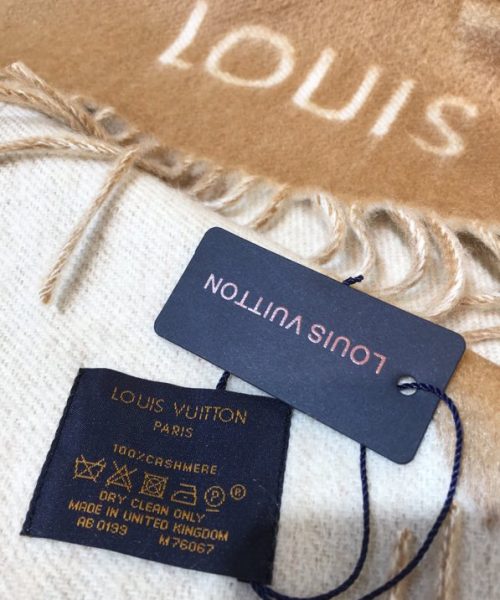 LOUIS
LOUIS VUITTON
LOUIS VUITTON
PARIS
100% CASHMERE
DRY CLEAN ONLY
MADE IN UNITED KINGDOM
AB 0199 M76067